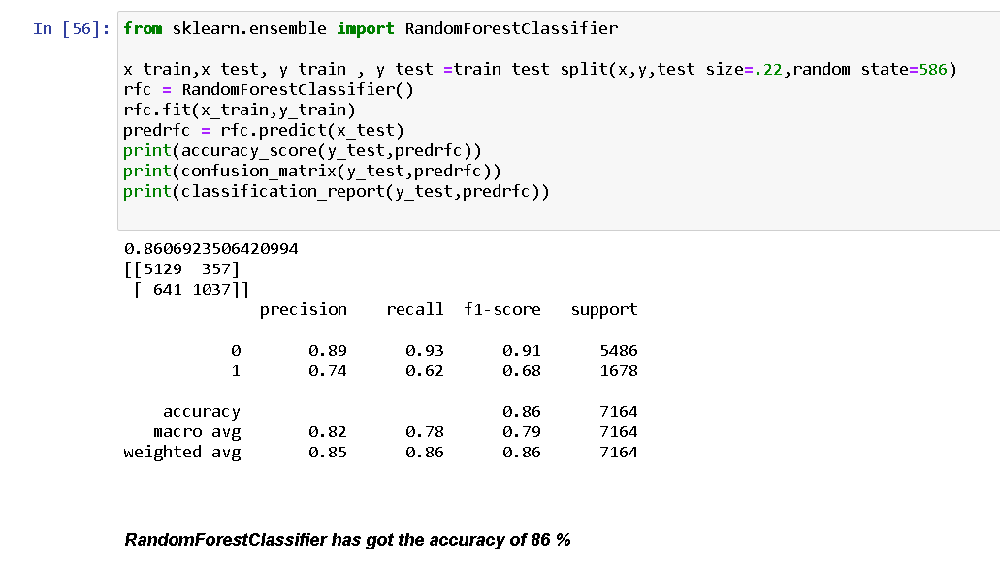 In [56]: from sklearn.ensemble import RandomForestClassifier
x_train,x_test, y_train , y_test =train_test_split(x,y,test_size=.22,random_state=586)
rfc = RandomForestClassifier()
rfc.fit(x_train,y_train)
predrfc = rfc.predict(x_test)
print(accuracy_score(y_test,predrfc))
print(confusion_matrix(y_test,predrfc))
print(classification_report(y_test,predrfc))
0.8606923506420994
[[5129  357]
 [ 641 1037]]
              precision    recall  f1-score   support
           0       0.89      0.93      0.91      5486
           1       0.74      0.62      0.68      1678
    accuracy                           0.86      7164
   macro avg       0.82      0.78      0.79      7164
weighted avg       0.85      0.86      0.86      7164
RandomForestClassifier has got the accuracy of 86 %